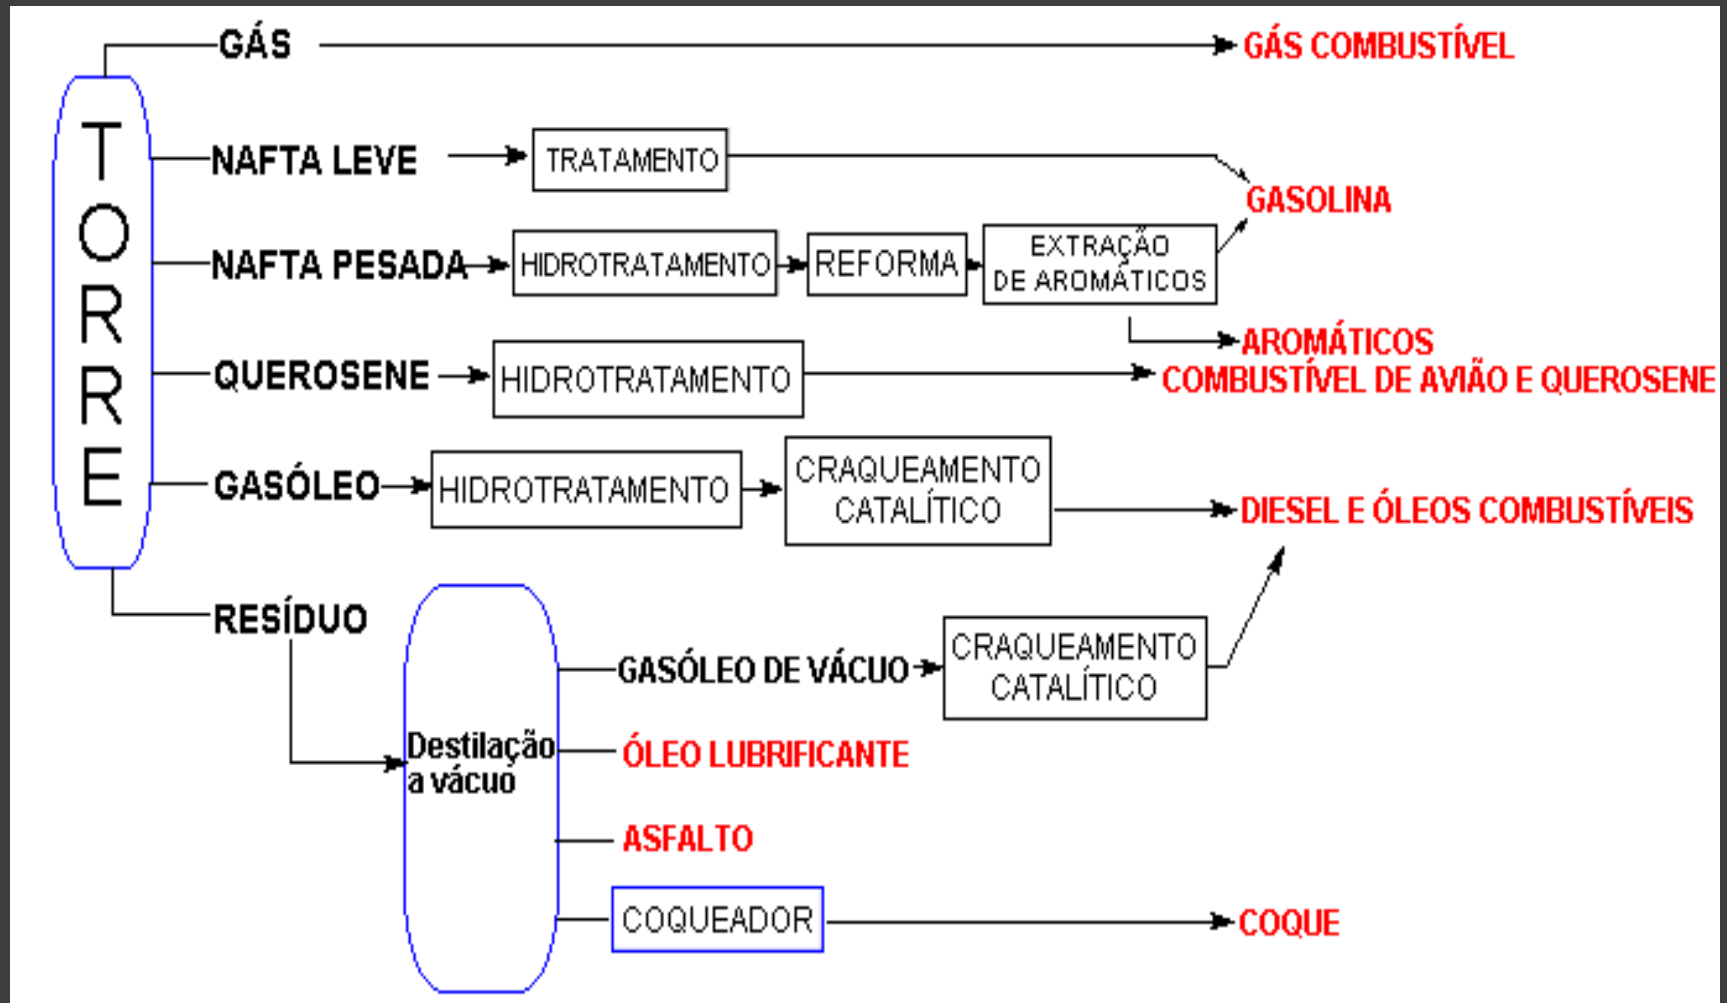 TORRE
GÁS
GÁS COMBUSTÍVEL
NAFTA LEVE
TRATAMENTO
GASOLINA
NAFTA PESADA
HIDROTRATAMENTO
REFORMA
EXTRAÇÃO
DE AROMÁTICOS
AROMÁTICOS
QUEROSENE
HIDROTRATAMENTO
COMBUSTÍVEL DE AVIÃO E QUEROSENE
GASÓLEO
HIDROTRATAMENTO
CRAQUEAMENTO
CATALÍTICO
DIESEL E ÓLEOS COMBUSTÍVEIS
RESÍDUO
Destilação
a vácuo
GASÓLEO DE VÁCUO
CRAQUEAMENTO
CATALÍTICO
ÓLEO LUBRIFICANTE
ASFALTO
COQUEADOR
COQUE